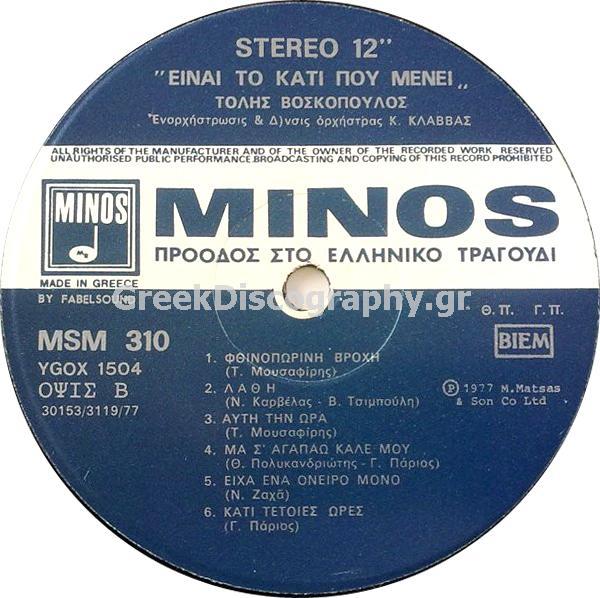 STEREO 12"
"ΕΙΝΑΙ ΤΟ ΚΑΤΙ ΠΟΥ ΜΕΝΕΙ„
ΤΟΛΗΣ ΒΟΣΚΟΠΟΥΛΟΣ
Ἐνορχήστρωσις & Δ)νσις ὀρχήστρας Κ. ΚΛΑΒΒΑΣ
ALL RIGHTS OF THE MANUFACTURER AND OF THE OWNER OF THE RECORDED WORK RESERVED
UNAUTHORISED PUBLIC PERFORMANCE.BROADCASTING AND COPYING OF THIS RECORD PROHIBITED
MINOS
MINOS
ΠΡΟΟΔΟΣ ΣΤΟ ΕΛΛΗΝΙΚΟ ΤΡΑΓΟΥΔΙ
MADE IN GREECE
BY FABELSOUND
GreekDiscography.gr
Θ.Π. Γ.Π.
MSM 310
BIEM
YGOX 1504
ΟΨΙΣ Β
30153/3119/77
℗ 1977 M.Matsas
& Son Co Ltd
1. ΦΘΙΝΟΠΩΡΙΝΗ ΒΡΟΧΗ
(Τ. Μουσαφίρης)
2. ΛΑΘΗ
(Ν. Καρβέλας - Β. Τσιμπούλη)
3. ΑΥΤΗ ΤΗΝ ΩΡΑ
(Τ. Μουσαφίρης)
4. ΜΑ Σ' ΑΓΑΠΑΩ ΚΑΛΕ ΜΟΥ
(Θ. Πολυκανδριώτης - Γ. Πάριος)
5. ΕΙΧΑ ΕΝΑ ΟΝΕΙΡΟ ΜΟΝΟ
(Ν. Ζαχᾶ)
6. ΚΑΤΙ ΤΕΤΟΙΕΣ ΩΡΕΣ
(Γ. Πάριος)